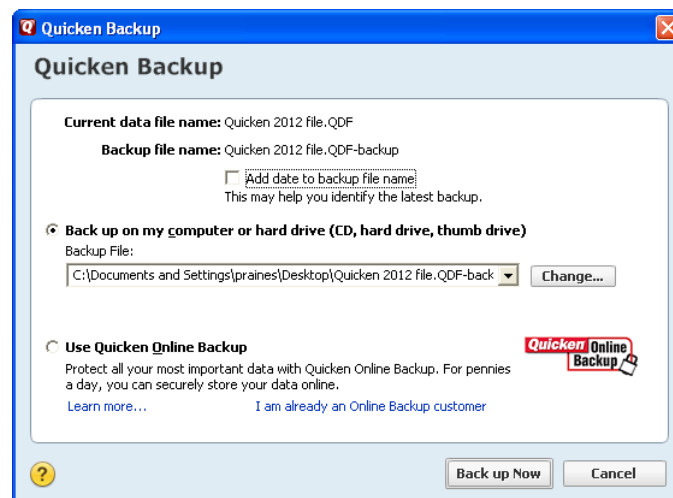 Quicken Backup
Quicken Backup
Current data file name: Quicken 2012 file.QDF
Backup file name: Quicken 2012 file.QDF-backup
Add date to backup file name
This may help you identify the latest backup.
Back up on my computer or hard drive (CD, hard drive, thumb drive)
Backup File:
C:\Documents and Settings\praines\Desktop\Quicken 2012 file.QDF-back
Change...
Use Quicken Online Backup
Quicken Online
Backup
Protect all your most important data with Quicken Online Backup. For pennies
a day, you can securely store your data online.
Learn more... I am already an Online Backup customer
? Back up Now Cancel